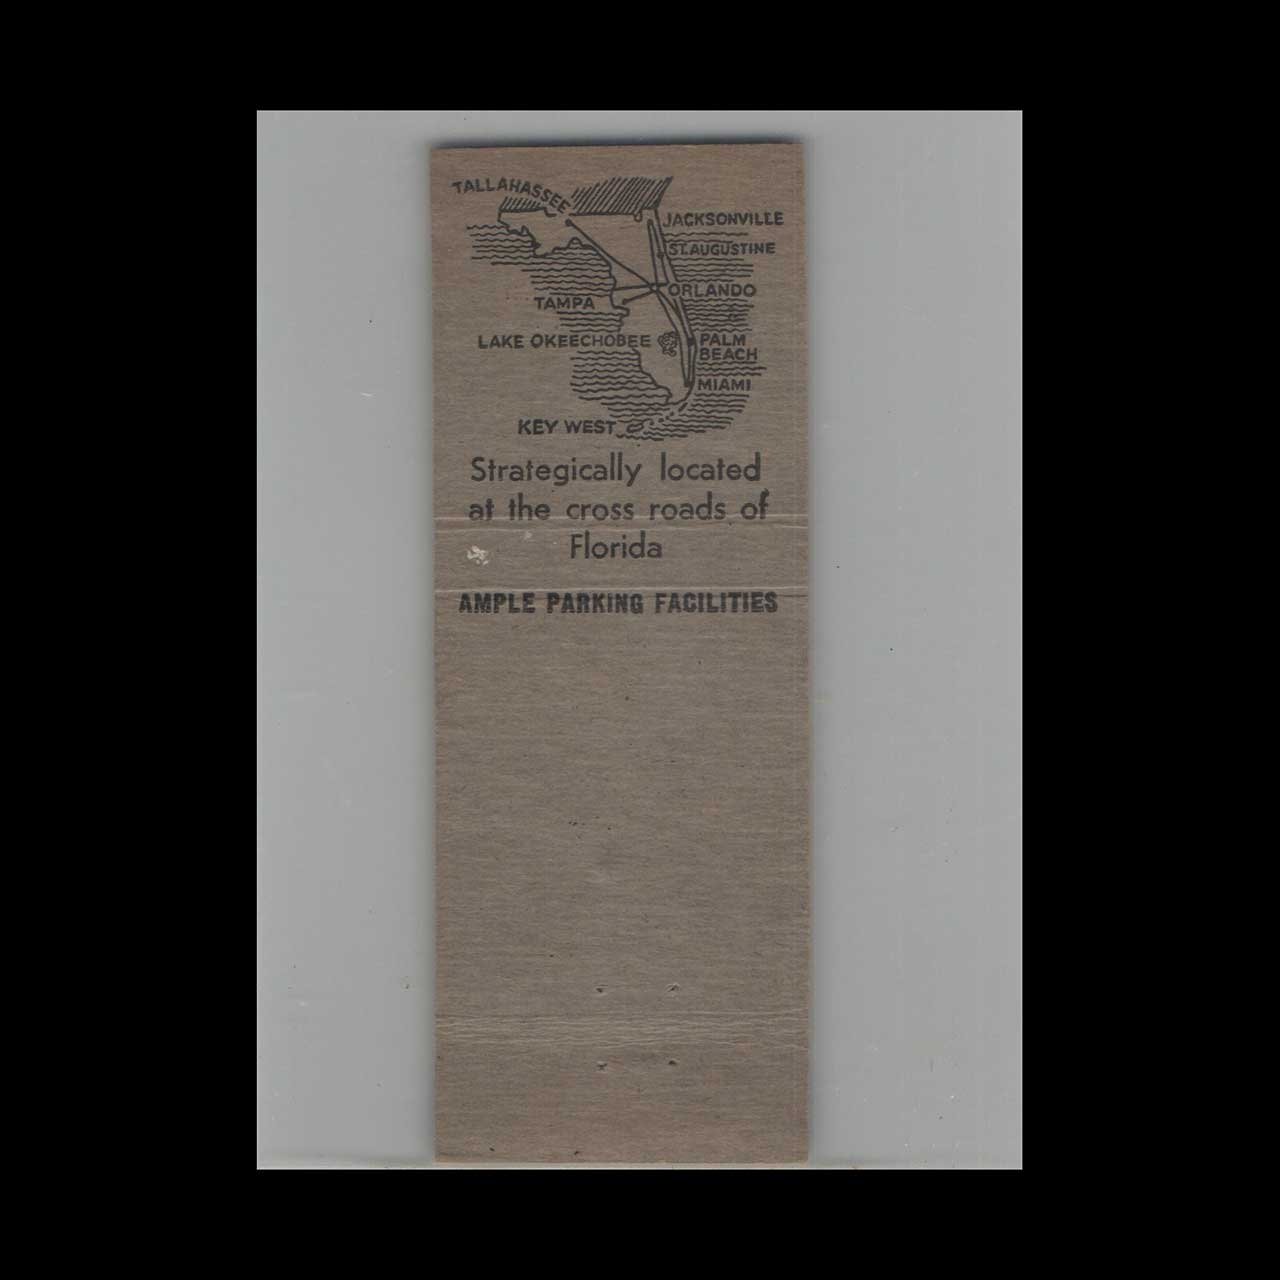 TALLAHASSEE
JACKSONVILLE
ST. AUGUSTINE
ORLANDO
TAMPA
LAKE OKEECHOBEE
PALM
BEACH
MIAMI
KEY WEST
Strategically located
at the cross roads of
Florida
AMPLE PARKING FACILITIES